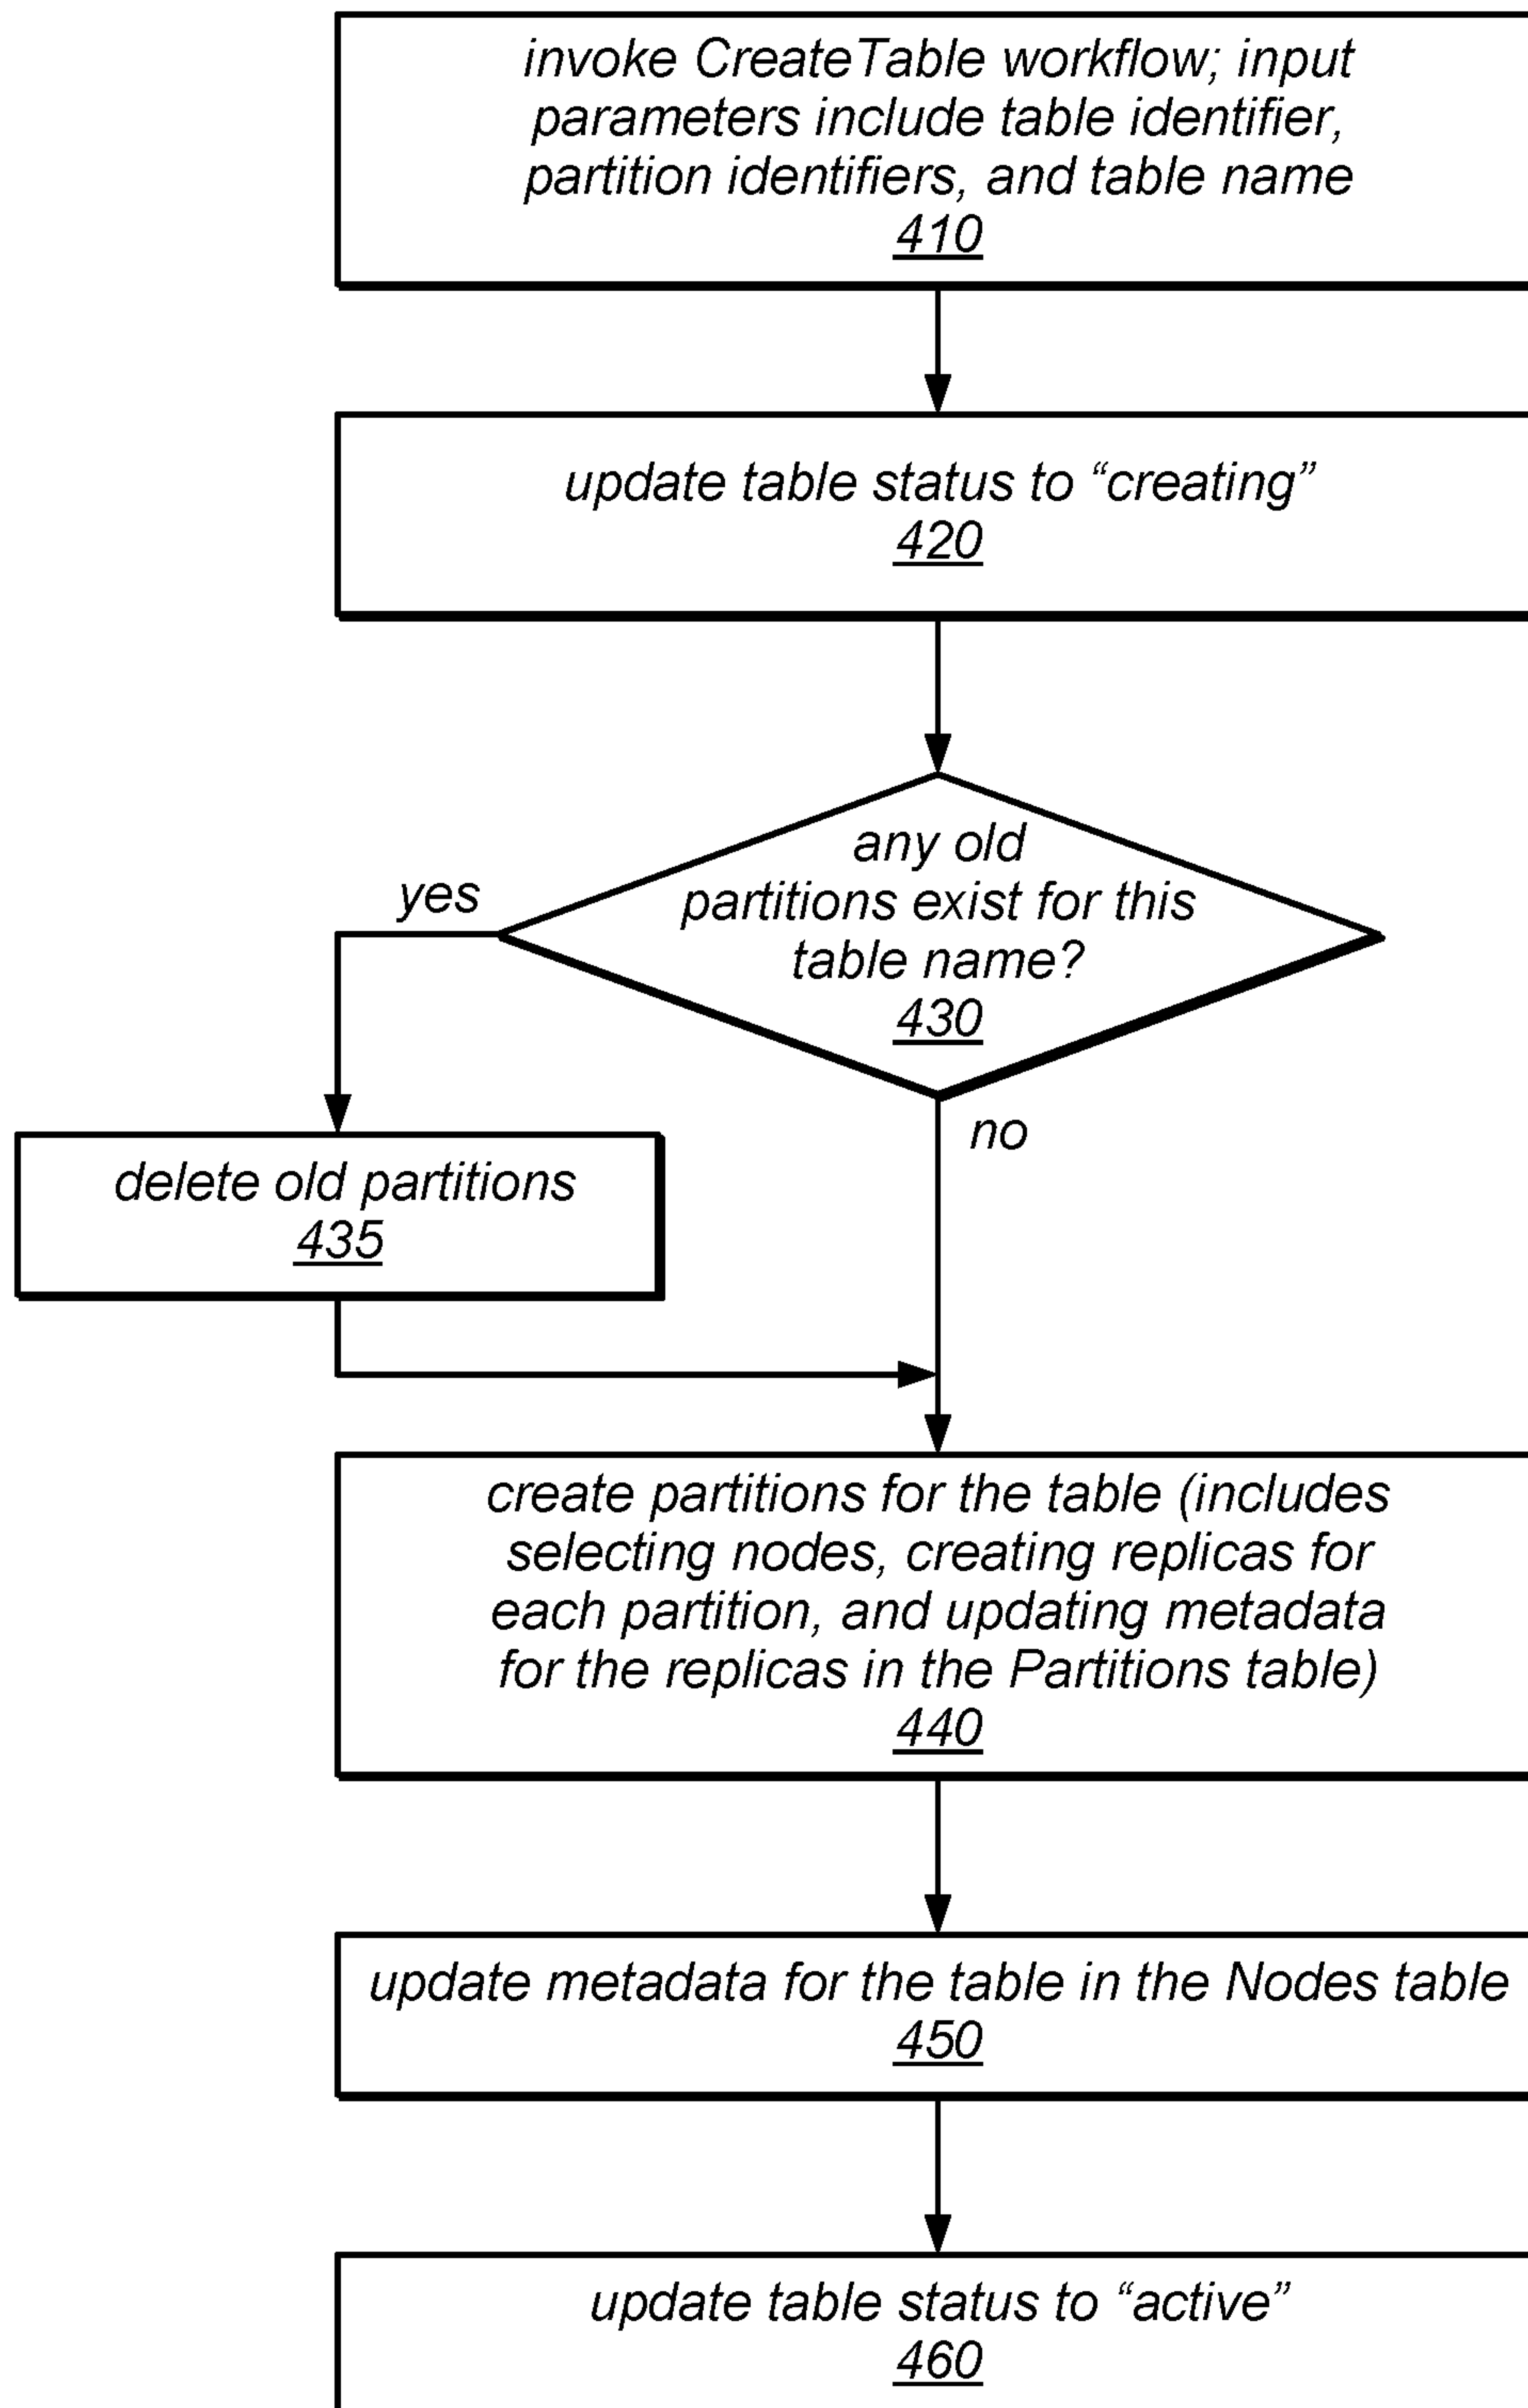 invoke CreateTable workflow; input
parameters include table identifier,
partition identifiers, and table name
410
update table status to “creating”
420
any old
partitions exist for this
table name?
430
yes
no
delete old partitions
435
create partitions for the table (includes
selecting nodes, creating replicas for
each partition, and updating metadata
for the replicas in the Partitions table)
440
update metadata for the table in the Nodes table
450
update table status to “active”
460